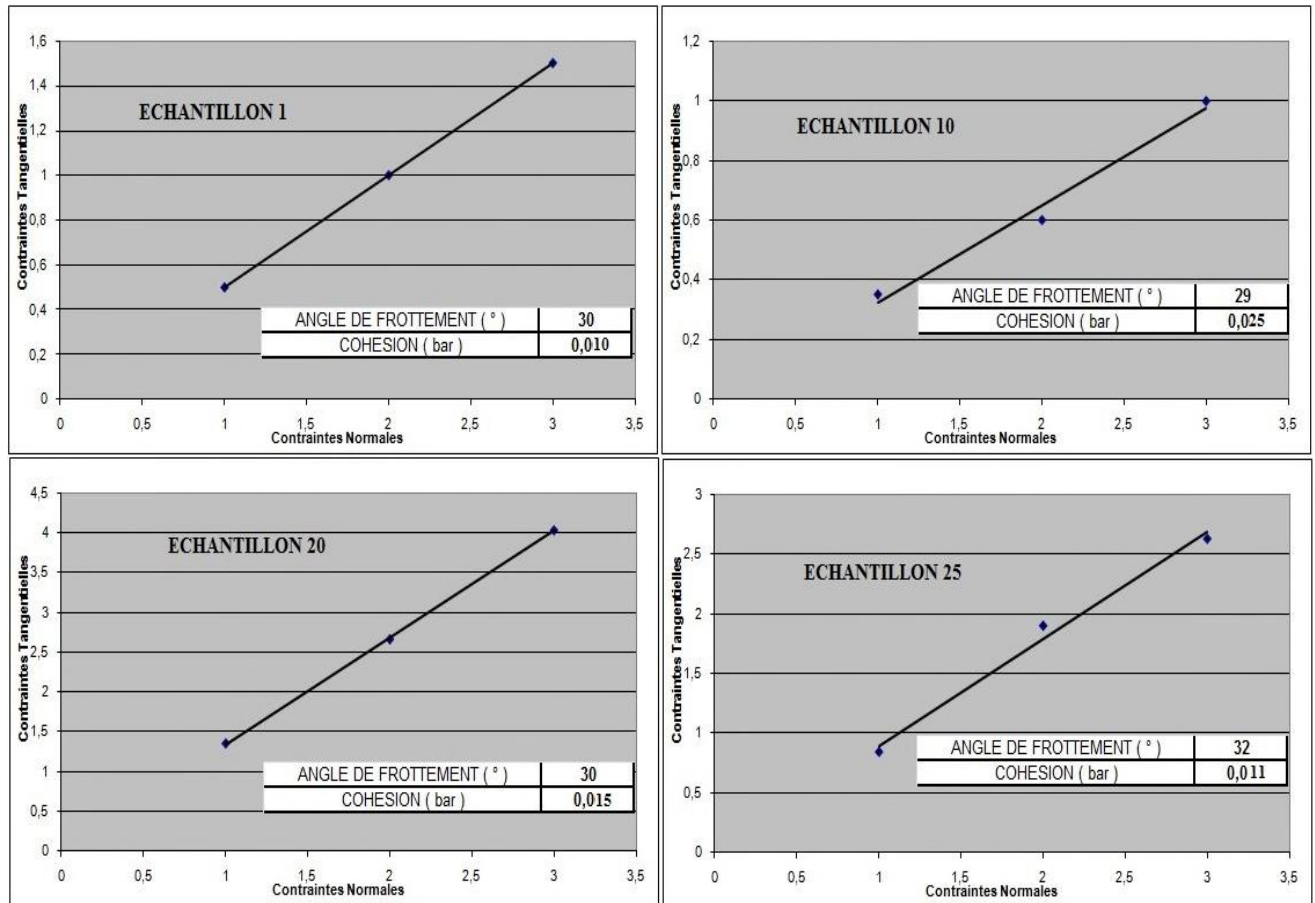 1,6
1,4
1,2
1
0,8
0,6
0,4
0,2
0
Contraintes Tangentielles
ECHANTILLON 1
ANGLE DE FROTTEMENT ( ° ) 30
COHESION ( bar ) 0,010
0 0,5 1 1,5 2 2,5 3 3,5
Contraintes Normales
1,2
1
0,8
0,6
0,4
0,2
0
Contraintes Tangentielles
ECHANTILLON 10
ANGLE DE FROTTEMENT ( ° ) 29
COHESION ( bar ) 0,025
0 0,5 1 1,5 2 2,5 3 3,5
Contraintes Normales
4,5
4
3,5
3
2,5
2
1,5
1
0,5
0
Contraintes Tangentielles
ECHANTILLON 20
ANGLE DE FROTTEMENT ( ° ) 30
COHESION ( bar ) 0,015
0 0,5 1 1,5 2 2,5 3 3,5
Contraintes Normales
3
2,5
2
1,5
1
0,5
0
Contraintes Tangentielles
ECHANTILLON 25
ANGLE DE FROTTEMENT ( ° ) 32
COHESION ( bar ) 0,011
0 0,5 1 1,5 2 2,5 3 3,5
Contraintes Normales